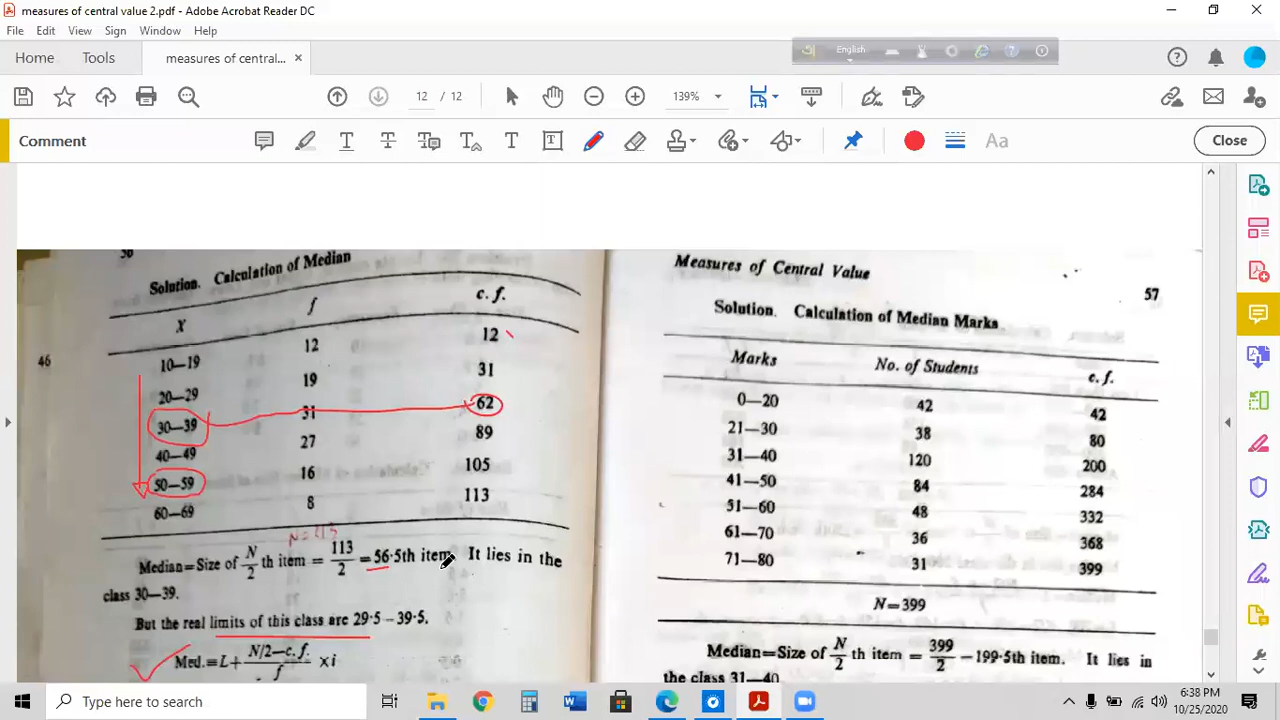 measures of central value 2.pdf - Adobe Acrobat Reader DC
File Edit View Sign Window Help
Home Tools measures of central... ×
English
12 / 12 139%
Comment
Close
Solution. Calculation of Median
X f c. f.
10—19 12 12
20—29 19 31
46
30—39 31 62
40—49 27 89
50—59 16 105
60—69 8 113
N=113
Median=Size of N/2 th item = 113/2 = 56·5th item. It lies in the
class 30—39.
But the real limits of this class are 29·5 – 39·5.
Med.=L+ N/2—c. f. / f ×i
Measures of Central Value
57
Solution. Calculation of Median Marks
Marks No. of Students c. f.
0—20 42 42
21—30 38 80
31—40 120 200
41—50 84 284
51—60 48 332
61—70 36 368
71—80 31 399
N=399
Median=Size of N/2 th item = 399/2 – 199·5th item. It lies in
the class 31—40
Type here to search
6:38 PM
10/25/2020